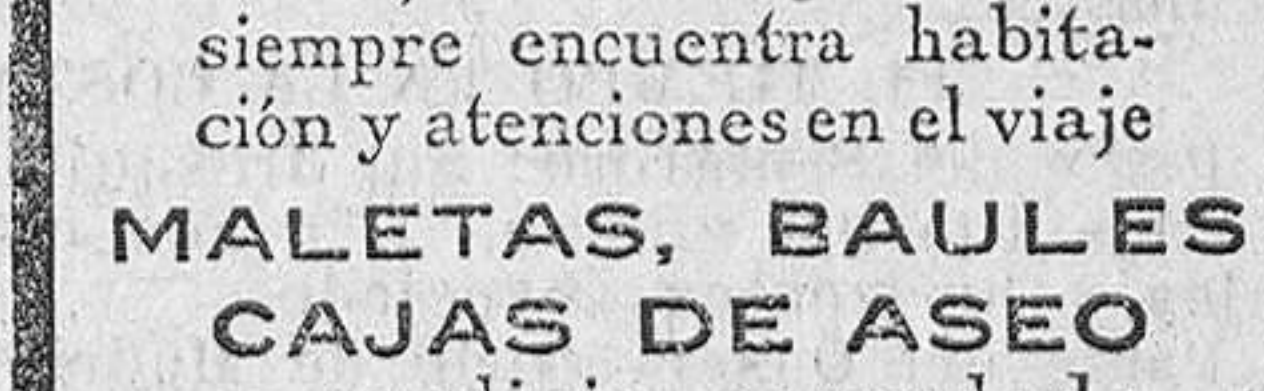 siempre encuentra habita-
ción y atenciones en el viaje
MALETAS, BAULES
CAJAS DE ASEO